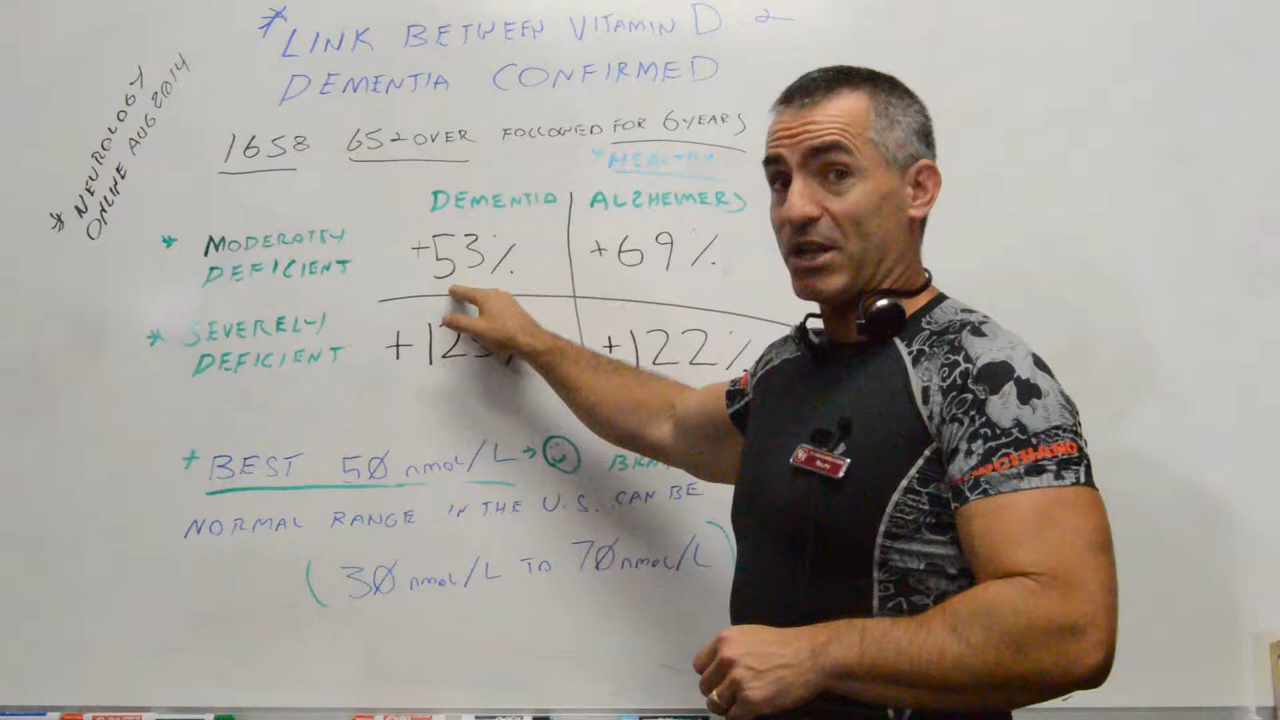 * LINK BETWEEN VITAMIN D &
DEMENTIA CONFIRMED
* NEUROLOGY
ONLINE AUG 2014
1658 65 & OVER FOLLOWED FOR 6 YEARS
* HEALTHY
DEMENTIA ALZHEIMERS
* MODERATELY
DEFICIENT
+53% +69%
* SEVERELY
DEFICIENT
+122%
+ BEST 50 nmol/L →
NORMAL RANGE IN THE U.S. CAN BE
(30 nmol/L TO 70 nmol/L)